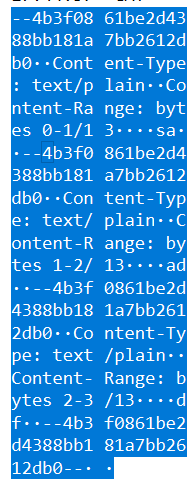 --4b3f08 61be2d43
88bb181a 7bb2612d
b0··Cont ent-Type
: text/p lain··Co
ntent-Ra nge: byt
es 0-1/1 3····sa·
·--4b3f0 861be2d4
388bb181 a7bb2612
db0··Con tent-Typ
e: text/ plain··C
ontent-R ange: by
tes 1-2/ 13····ad
··--4b3f 0861be2d
4388bb18 1a7bb261
2db0··Co ntent-Ty
pe: text /plain··
Content- Range: b
ytes 2-3 /13····d
f··--4b3 f0861be2
d4388bb1 81a7bb26
12db0--· ·